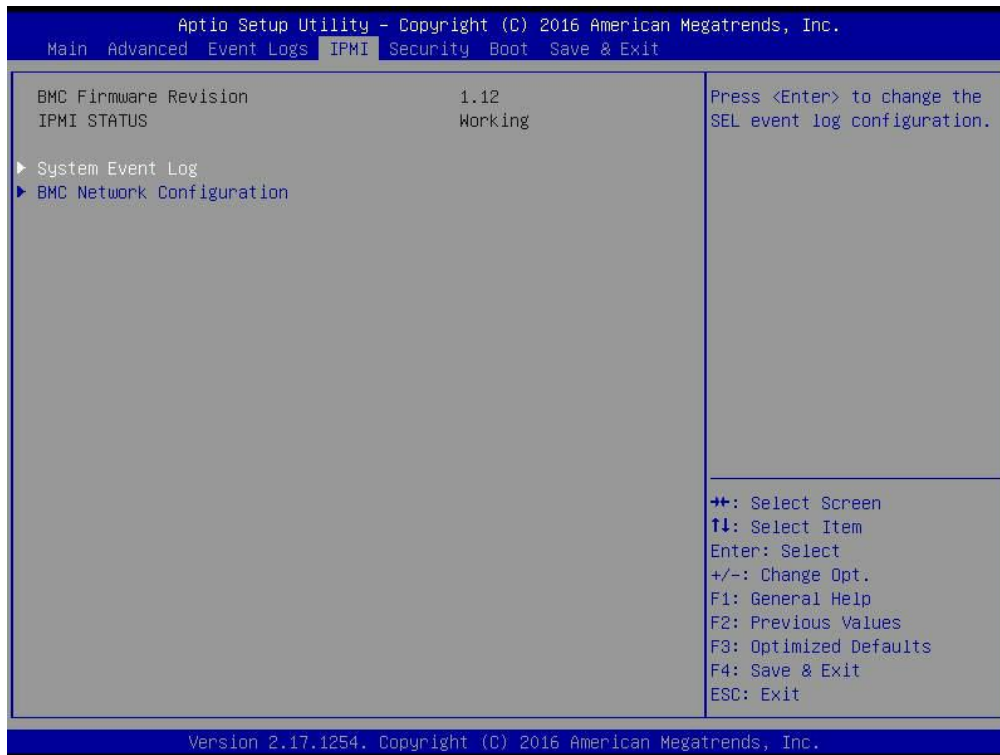 Aptio Setup Utility – Copyright (C) 2016 American Megatrends, Inc.
Main Advanced Event Logs IPMI Security Boot Save & Exit
BMC Firmware Revision 1.12
IPMI STATUS Working
▶ System Event Log
▶ BMC Network Configuration
Press <Enter> to change the
SEL event log configuration.
→←: Select Screen
↑↓: Select Item
Enter: Select
+/-: Change Opt.
F1: General Help
F2: Previous Values
F3: Optimized Defaults
F4: Save & Exit
ESC: Exit
Version 2.17.1254. Copyright (C) 2016 American Megatrends, Inc.